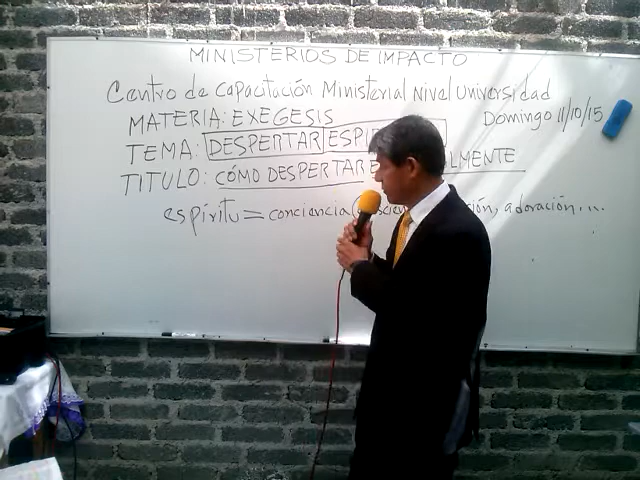 MINISTERIOS DE IMPACTO
Centro de Capacitación Ministerial Nivel Universidad
MATERIA: EXEGESIS Domingo 11/10/15
TEMA: DESPERTAR
TITULO: CÓMO DESPERTAR
espíritu = conciencia adoración, ...